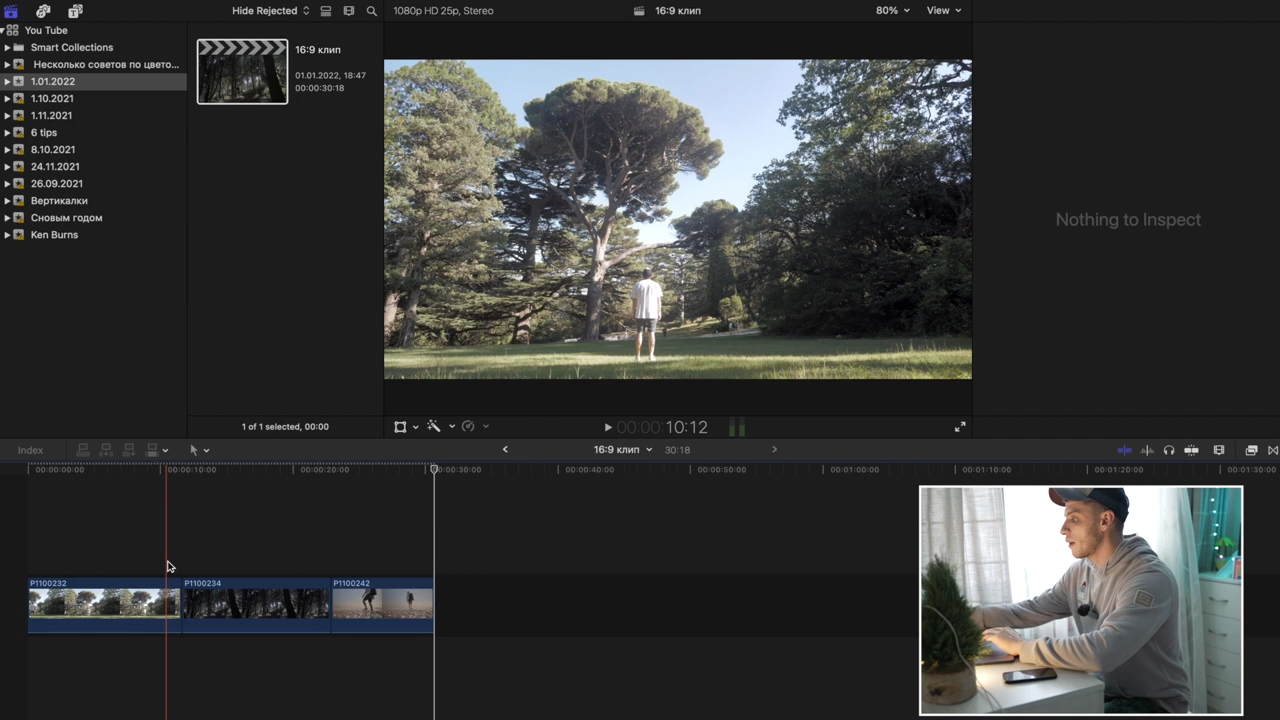 Hide Rejected
1080p HD 25p, Stereo
16:9 клип
80%
View
You Tube
Smart Collections
Несколько советов по цвето...
1.01.2022
1.10.2021
1.11.2021
6 tips
8.10.2021
24.11.2021
26.09.2021
Вертикалки
Сновым годом
Ken Burns
16:9 клип
01.01.2022, 18:47
00:00:30:18
Nothing to Inspect
1 of 1 selected, 00:00
00:00:10:12
Index
16:9 клип
30:18
00:00:00:00
00:00:10:00
00:00:20:00
00:00:30:00
00:00:40:00
00:00:50:00
00:01:00:00
00:01:10:00
00:01:20:00
00:01:30:00
P1100232
P1100234
P1100242